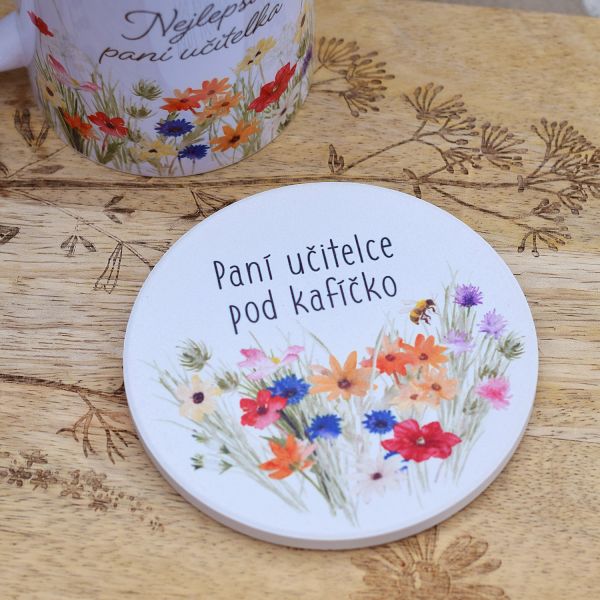 Nejlepší
paní učitelka
Paní učitelce
pod kafíčko